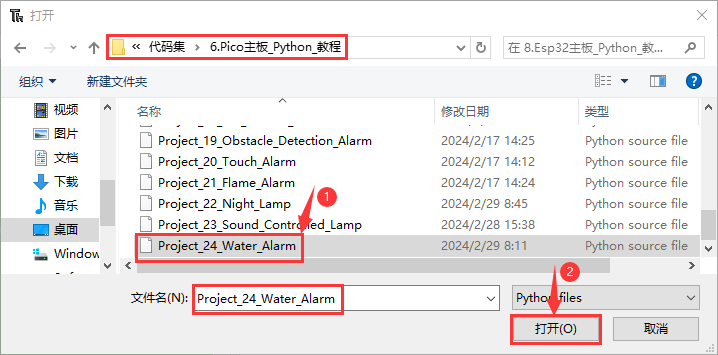 打开
« 代码集 › 6.Pico主板_Python_教程
在 8.Esp32主板_Python_教...
组织 新建文件夹
名称 修改日期 类型
视频
图片
文档
下载
音乐
桌面
Window
Project_19_Obstacle_Detection_Alarm 2024/2/17 14:25 Python source file
Project_20_Touch_Alarm 2024/2/17 14:12 Python source file
Project_21_Flame_Alarm 2024/2/17 14:24 Python source file
Project_22_Night_Lamp 2024/2/29 8:45 Python source file
Project_23_Sound_Controlled_Lamp 2024/2/28 15:38 Python source file
Project_24_Water_Alarm 2024/2/29 8:11 Python source file
1
2
文件名(N): Project_24_Water_Alarm Python files
打开(O) 取消